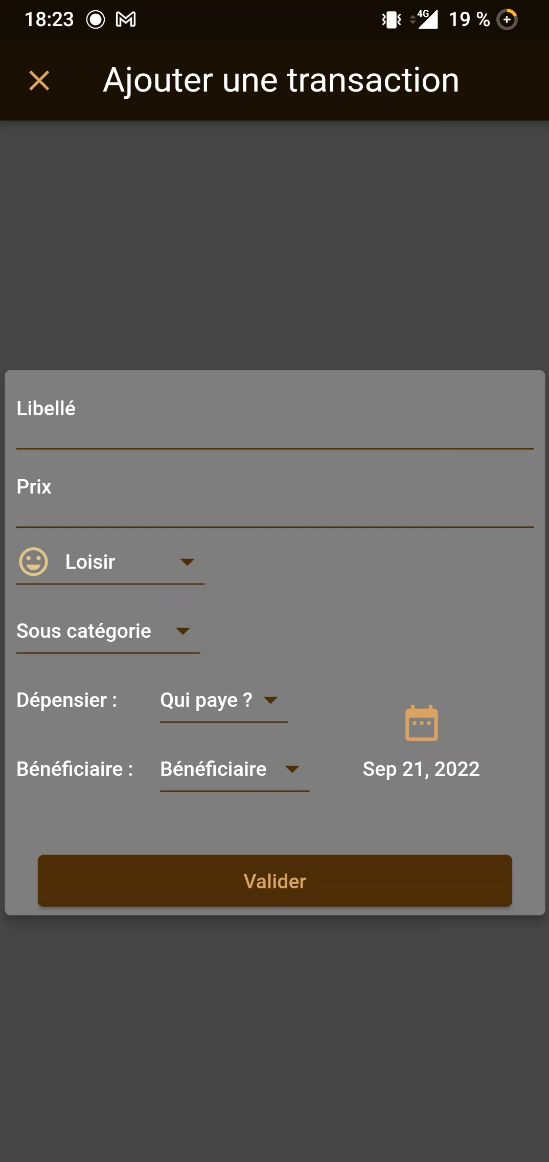 18:23 4G 19 %
Ajouter une transaction
Libellé
Prix
Loisir
Sous catégorie
Dépensier : Qui paye ?
Bénéficiaire : Bénéficiaire Sep 21, 2022
Valider